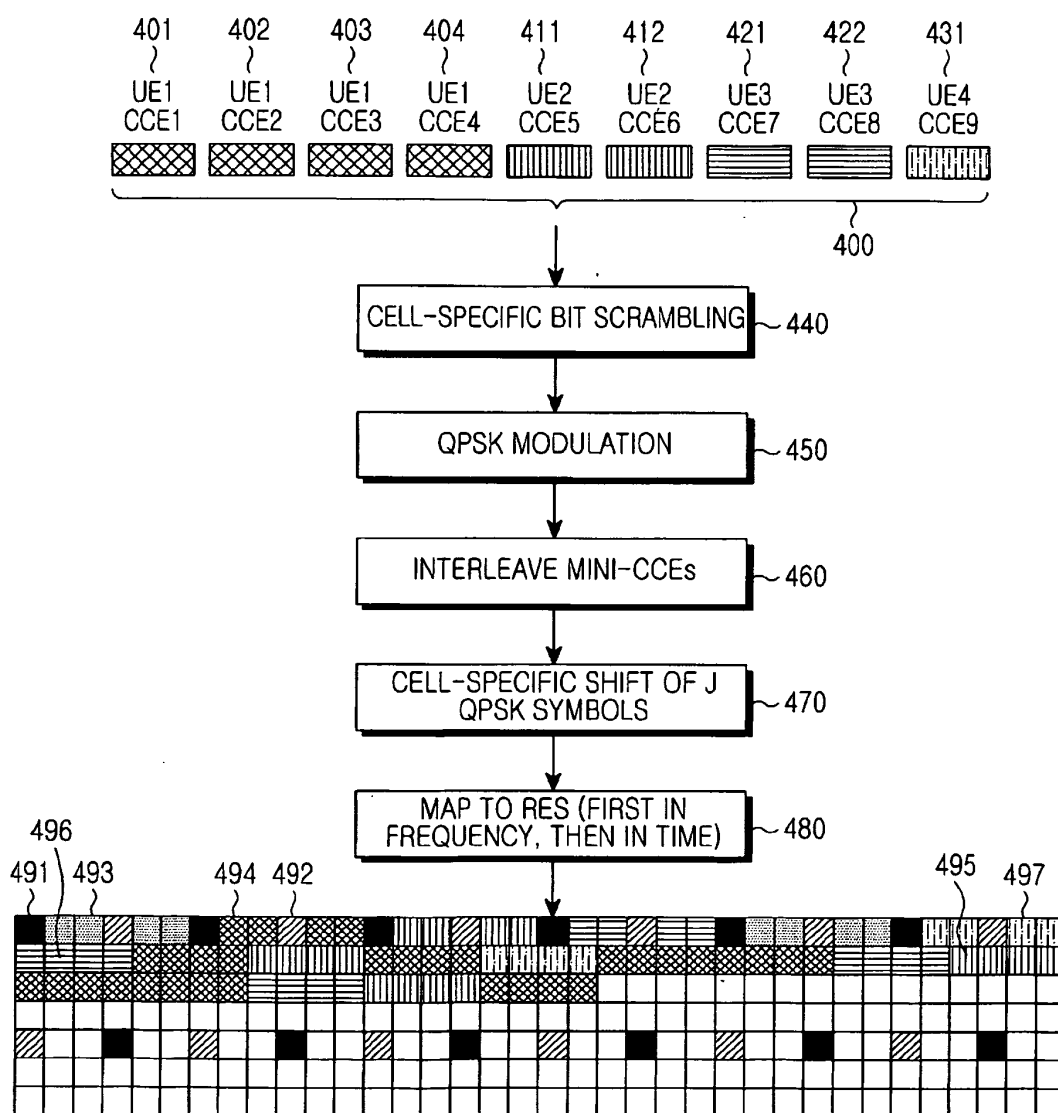 401 402 403 404 411 412 421 422 431
UE1 UE1 UE1 UE1 UE2 UE2 UE3 UE3 UE4
CCE1 CCE2 CCE3 CCE4 CCE5 CCE6 CCE7 CCE8 CCE9
400
CELL-SPECIFIC BIT SCRAMBLING 440
QPSK MODULATION 450
INTERLEAVE MINI-CCEs 460
CELL-SPECIFIC SHIFT OF J
QPSK SYMBOLS 470
MAP TO RES (FIRST IN
FREQUENCY, THEN IN TIME) 480
496
491 493 494 492 495 497